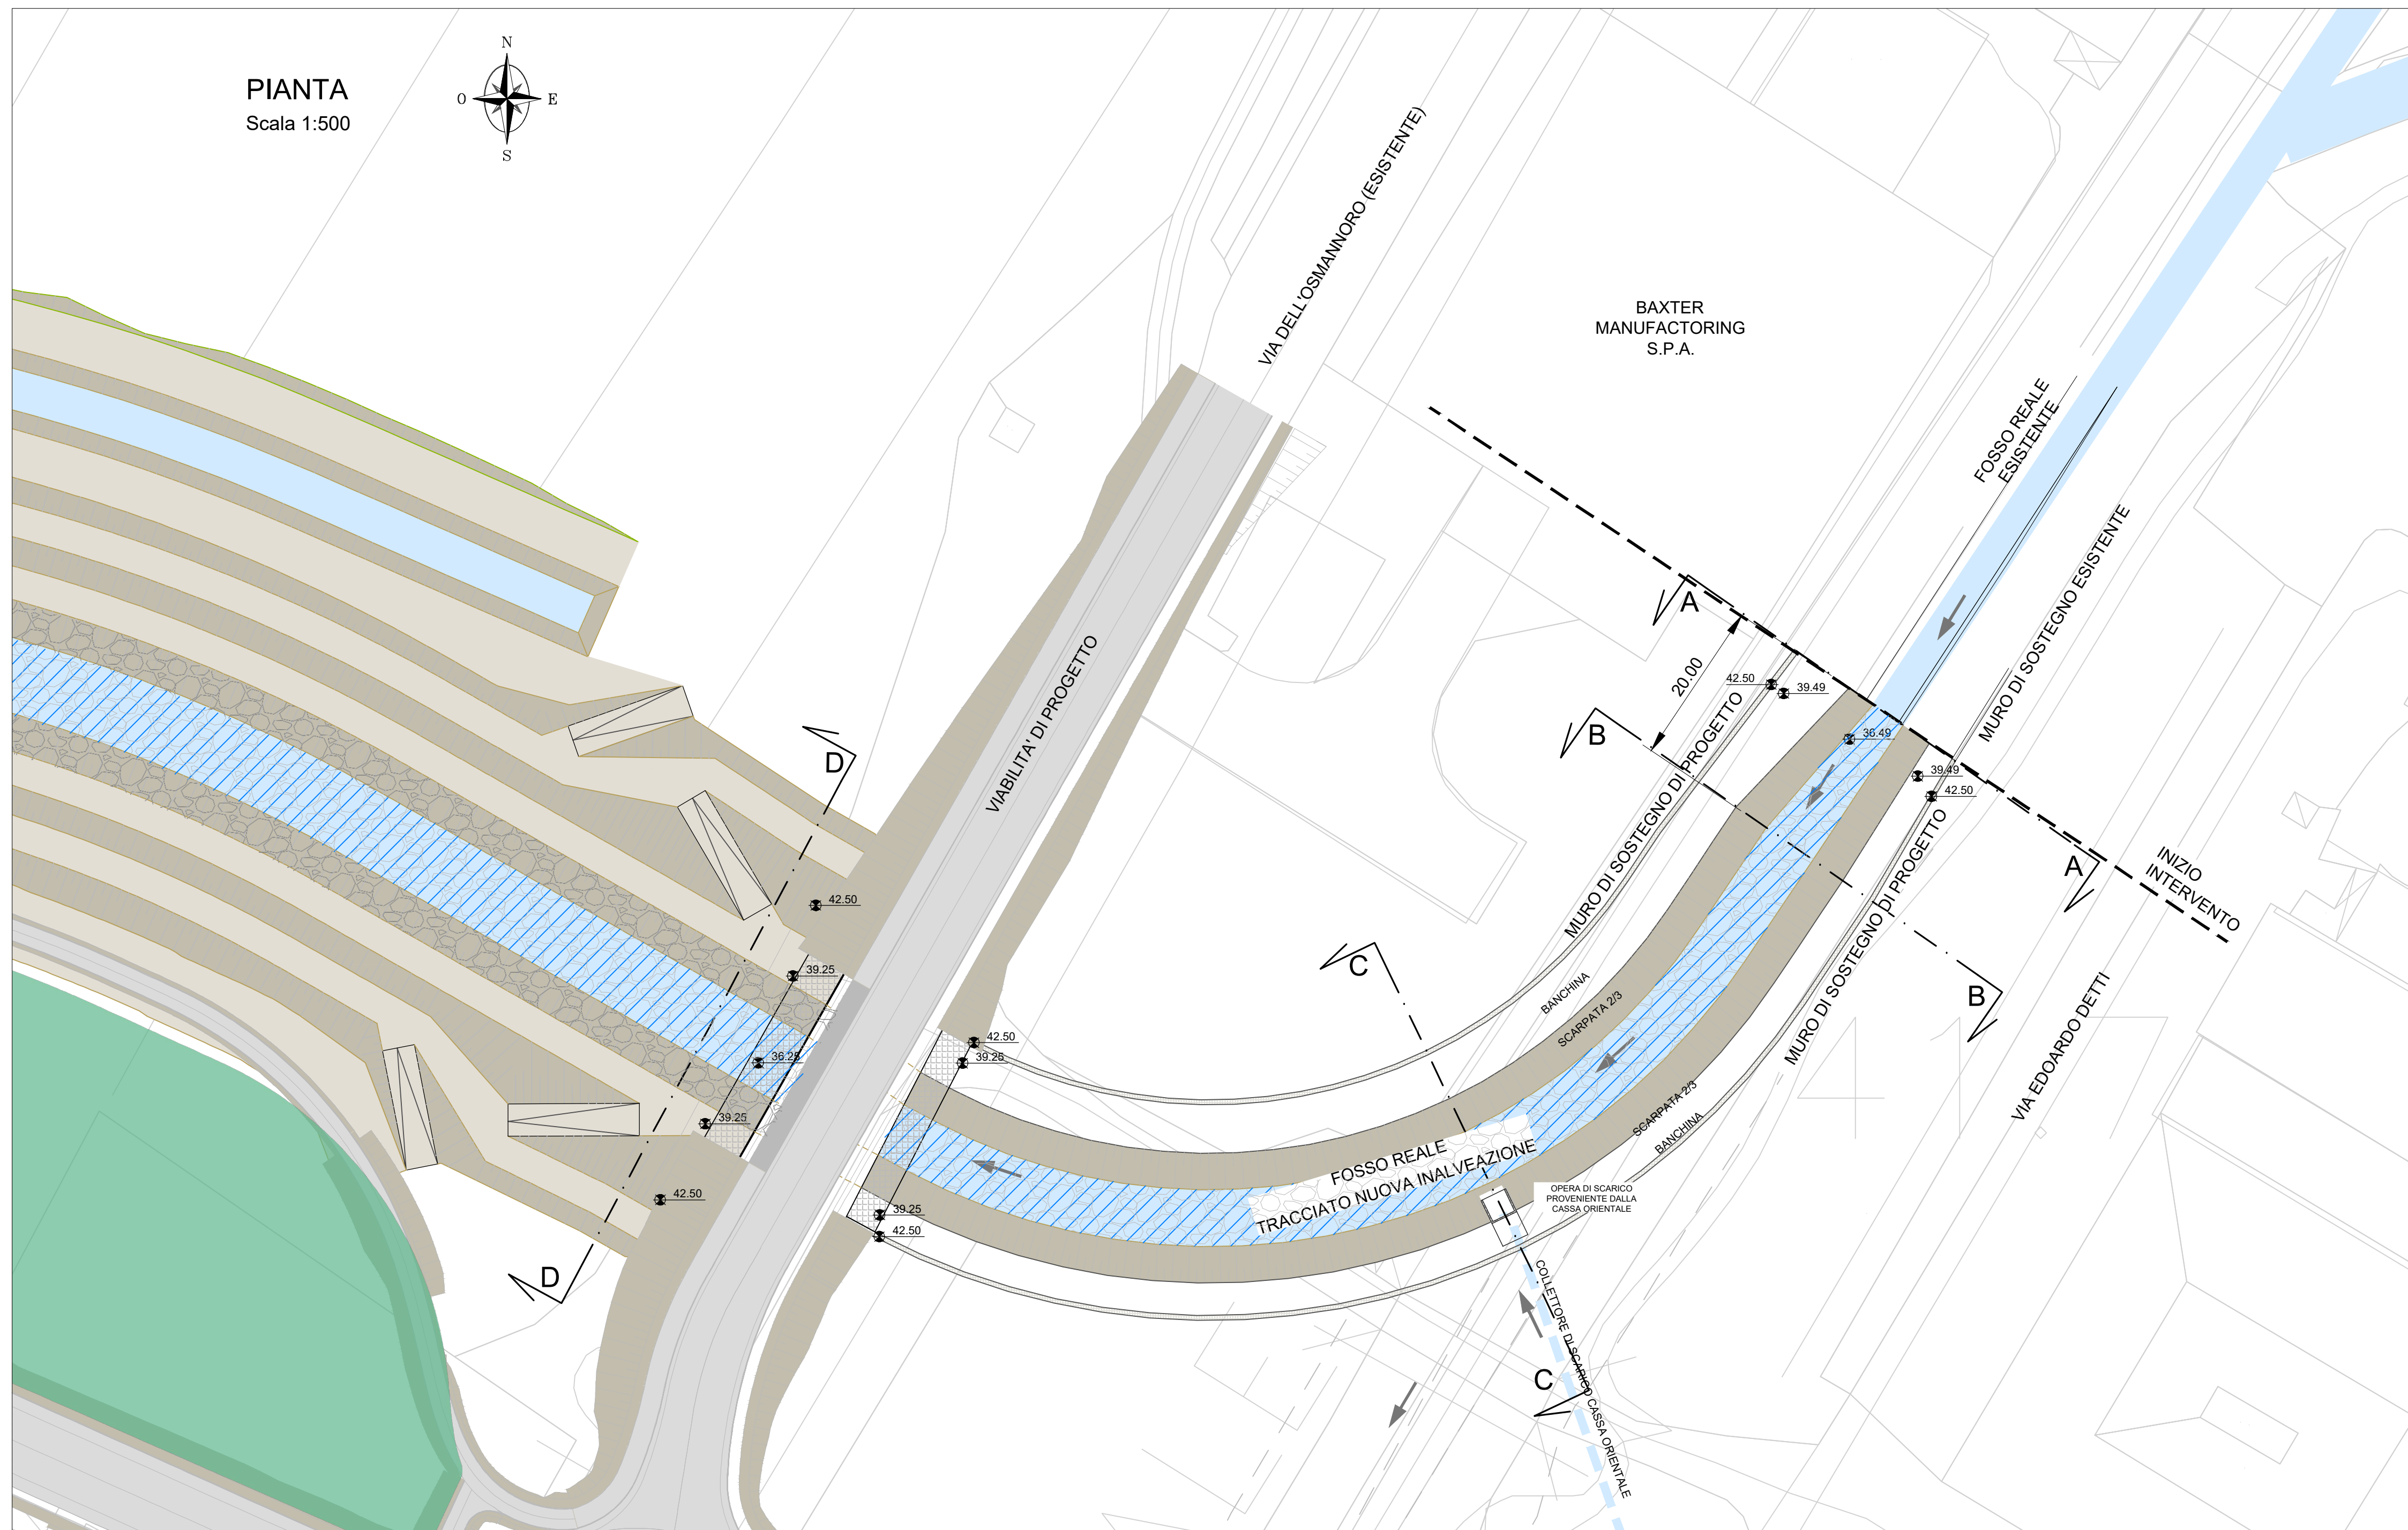 PIANTA
Scala 1:500
N
O
E
S
VIA DELL'OSMANNORO (ESISTENTE)
BAXTER
MANUFACTORING
S.P.A.
FOSSO REALE
ESISTENTE
MURO DI SOSTEGNO ESISTENTE
A
20.00
42.50
39.49
B
36.49
39.49
42.50
MURO DI SOSTEGNO DI PROGETTO
MURO DI SOSTEGNO DI PROGETTO
A
INIZIO
INTERVENTO
B
VIA EDOARDO DETTI
VIABILITA' DI PROGETTO
D
42.50
39.25
36.25
39.25
42.50
D
C
BANCHINA
SCARPATA 2/3
42.50
39.25
SCARPATA 2/3
BANCHINA
FOSSO REALE
TRACCIATO NUOVA INALVEAZIONE
39.25
42.50
OPERA DI SCARICO
PROVENIENTE DALLA
CASSA ORIENTALE
COLLETTORE DI SCARICO CASSA ORIENTALE
C